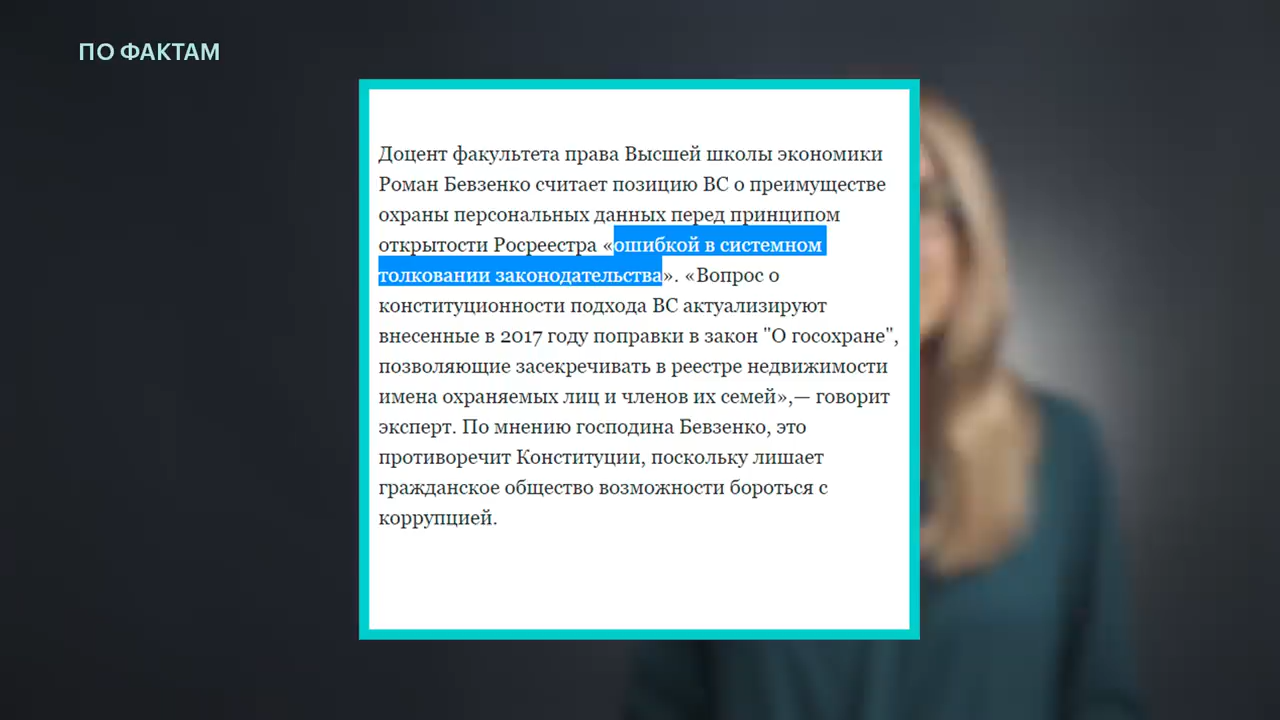 ПО ФАКТАМ
Доцент факультета права Высшей школы экономики
Роман Бевзенко считает позицию ВС о преимуществе
охраны персональных данных перед принципом
открытости Росреестра «ошибкой в системном
толковании законодательства». «Вопрос о
конституционности подхода ВС актуализируют
внесенные в 2017 году поправки в закон "О госохране",
позволяющие засекречивать в реестре недвижимости
имена охраняемых лиц и членов их семей»,— говорит
эксперт. По мнению господина Бевзенко, это
противоречит Конституции, поскольку лишает
гражданское общество возможности бороться с
коррупцией.